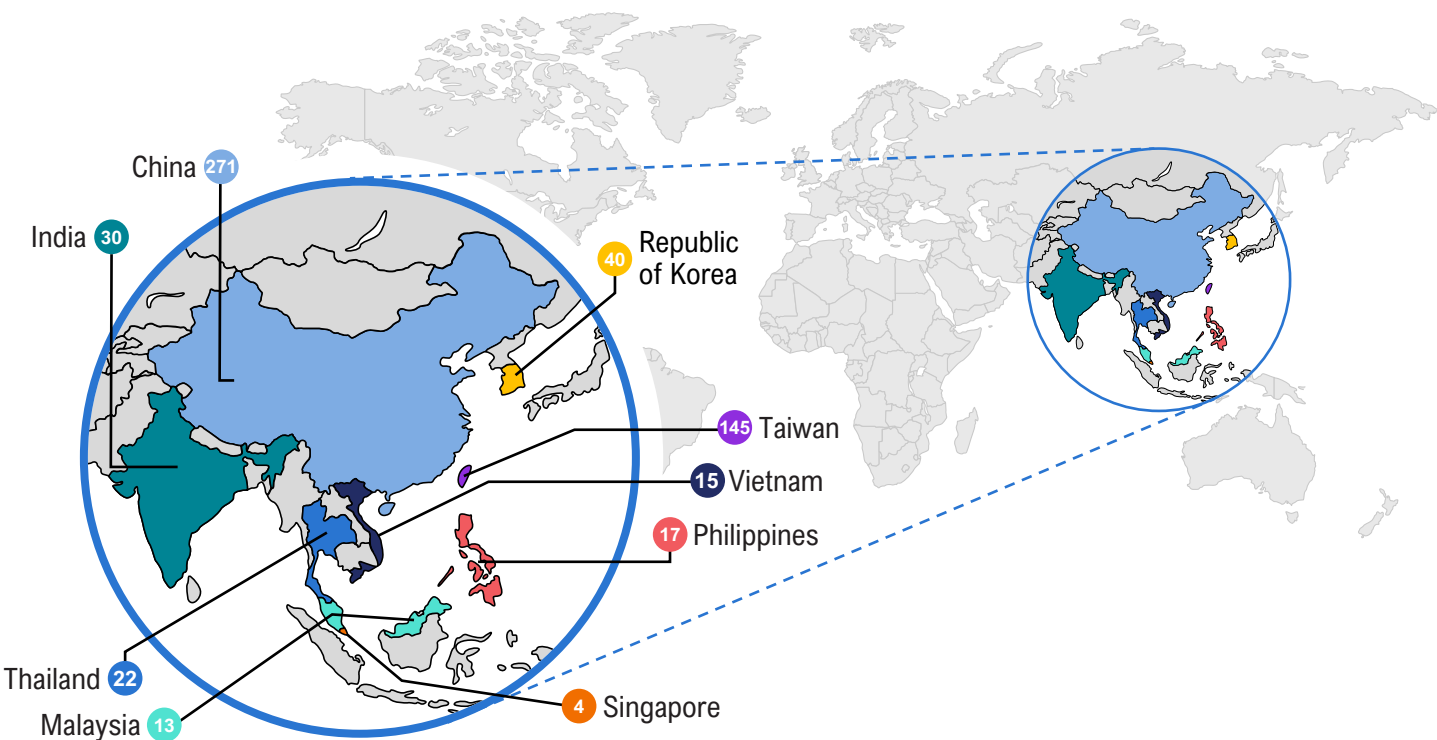 China 271
India 30
40 Republic
of Korea
145 Taiwan
15 Vietnam
17 Philippines
Thailand 22
4 Singapore
Malaysia 13